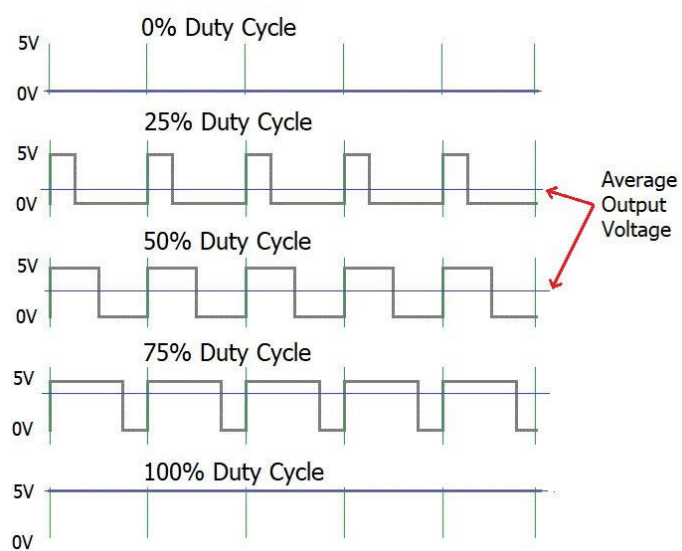 0% Duty Cycle
5V
0V
25% Duty Cycle
5V
0V
Average
Output
Voltage
50% Duty Cycle
5V
0V
75% Duty Cycle
5V
0V
100% Duty Cycle
5V
0V